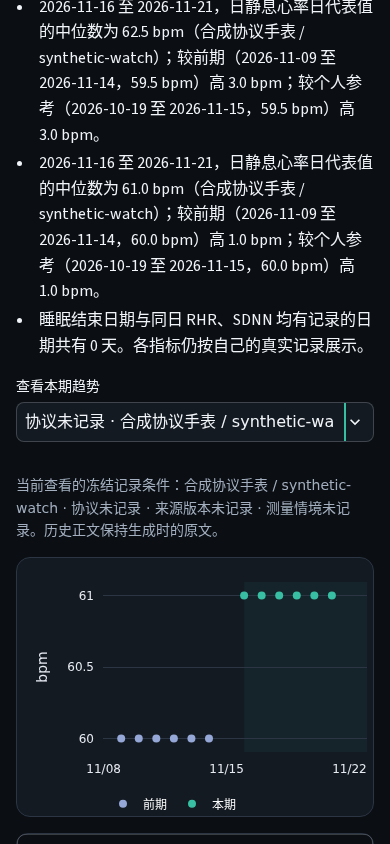 2026-11-16 至 2026-11-21，日静息心率日代表值
的中位数为 62.5 bpm（合成协议手表 /
synthetic-watch）；较前期（2026-11-09 至
2026-11-14，59.5 bpm）高 3.0 bpm；较个人参
考（2026-10-19 至 2026-11-15，59.5 bpm）高
3.0 bpm。
2026-11-16 至 2026-11-21，日静息心率日代表值
的中位数为 61.0 bpm（合成协议手表 /
synthetic-watch）；较前期（2026-11-09 至
2026-11-14，60.0 bpm）高 1.0 bpm；较个人参
考（2026-10-19 至 2026-11-15，60.0 bpm）高
1.0 bpm。
睡眠结束日期与同日 RHR、SDNN 均有记录的日
期共有 0 天。各指标仍按自己的真实记录展示。
查看本期趋势
协议未记录 · 合成协议手表 / synthetic-wa
当前查看的冻结记录条件：合成协议手表 / synthetic-
watch · 协议未记录 · 来源版本未记录 · 测量情境未记
录。历史正文保持生成时的原文。
61
60.5
60
bpm
11/08
11/15
11/22
前期
本期